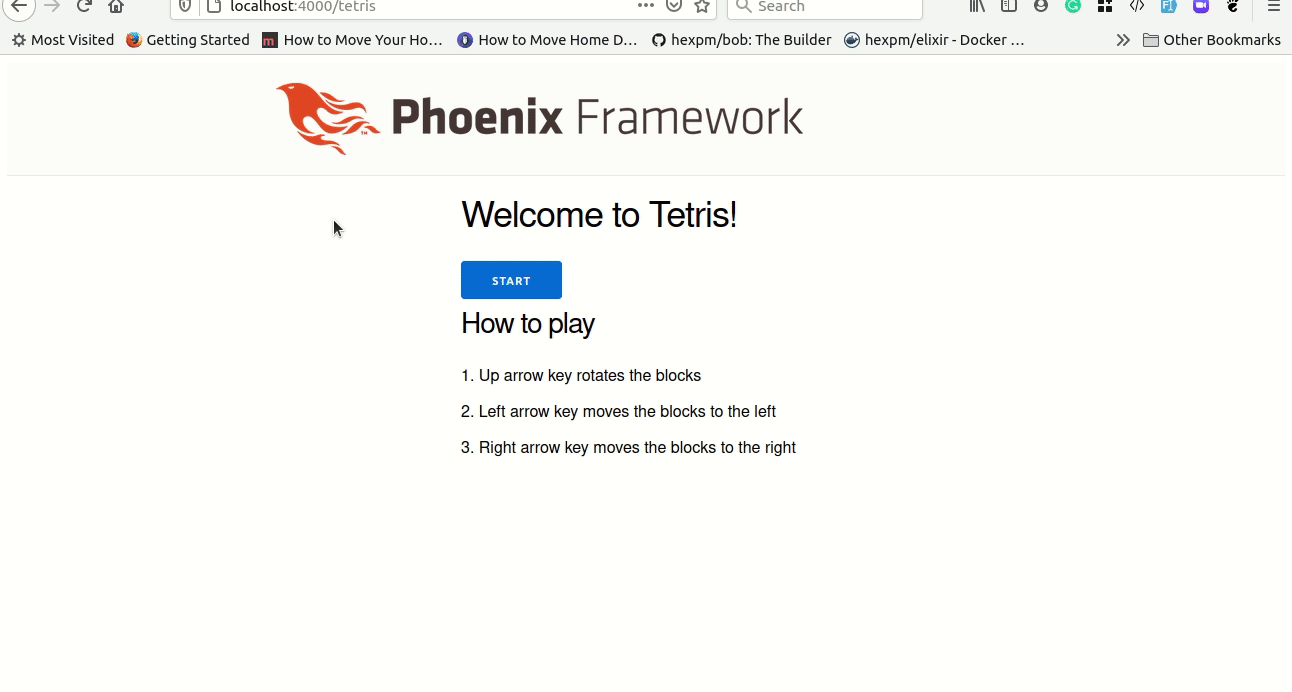 localhost:4000/tetris
Search
Most Visited Getting Started How to Move Your Ho... How to Move Home D... hexpm/bob: The Builder hexpm/elixir - Docker ... Other Bookmarks
Phoenix Framework
TM
Welcome to Tetris!
START
How to play
1. Up arrow key rotates the blocks
2. Left arrow key moves the blocks to the left
3. Right arrow key moves the blocks to the right